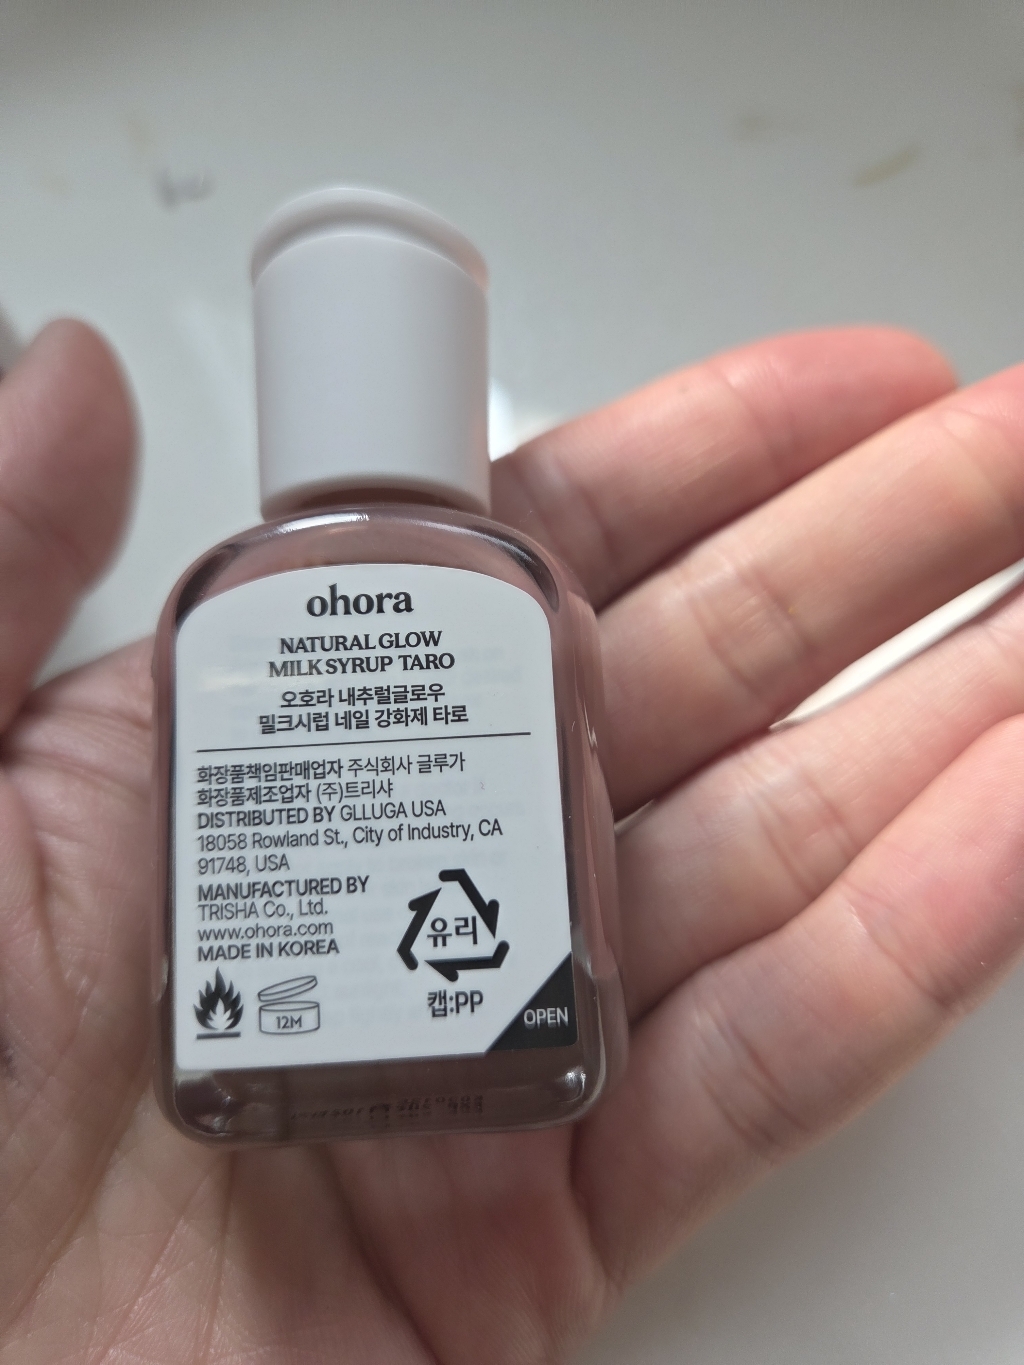 ohora
NATURAL GLOW
MILK SYRUP TARO
오호라 내추럴글로우
밀크시럽 네일 강화제 타로
화장품책임판매업자 주식회사 글루가
화장품제조업자 (주)트리샤
DISTRIBUTED BY GLLUGA USA
18058 Rowland St., City of Industry, CA
91748, USA
MANUFACTURED BY
TRISHA Co., Ltd.
www.ohora.com
MADE IN KOREA
유리
캡:PP
12M
OPEN